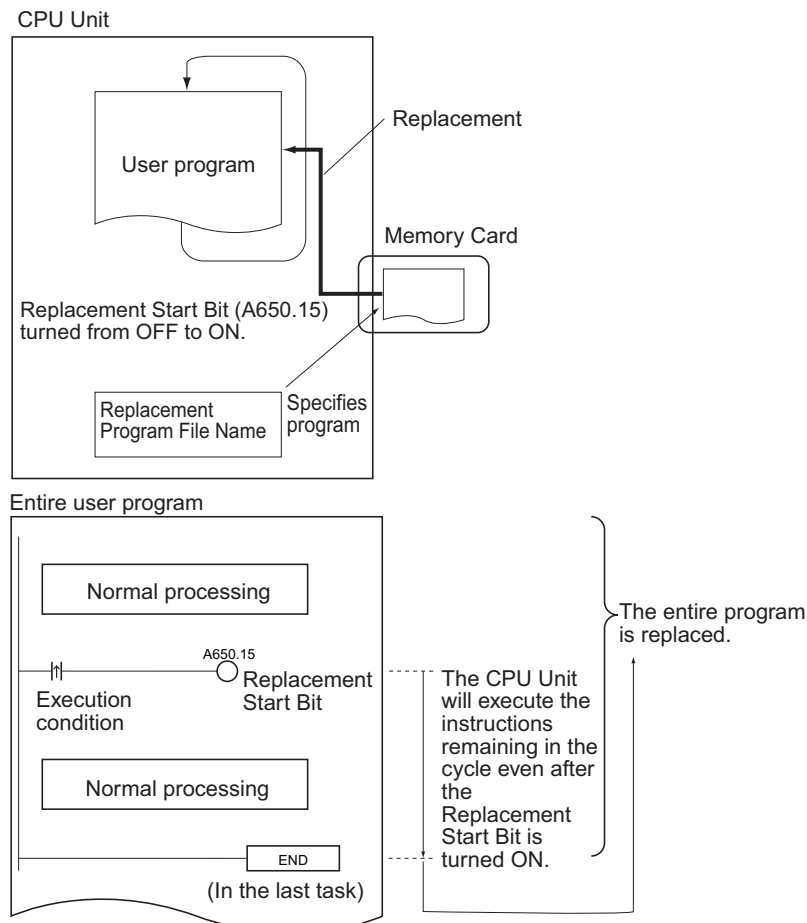 CPU Unit
User program
Replacement
Memory Card
Replacement Start Bit (A650.15)
turned from OFF to ON.
Replacement
Program File Name
Specifies
program
Entire user program
Normal processing
A650.15
Replacement
Start Bit
Execution
condition
Normal processing
END
(In the last task)
The CPU Unit
will execute the
instructions
remaining in the
cycle even after
the
Replacement
Start Bit is
turned ON.
The entire program
is replaced.